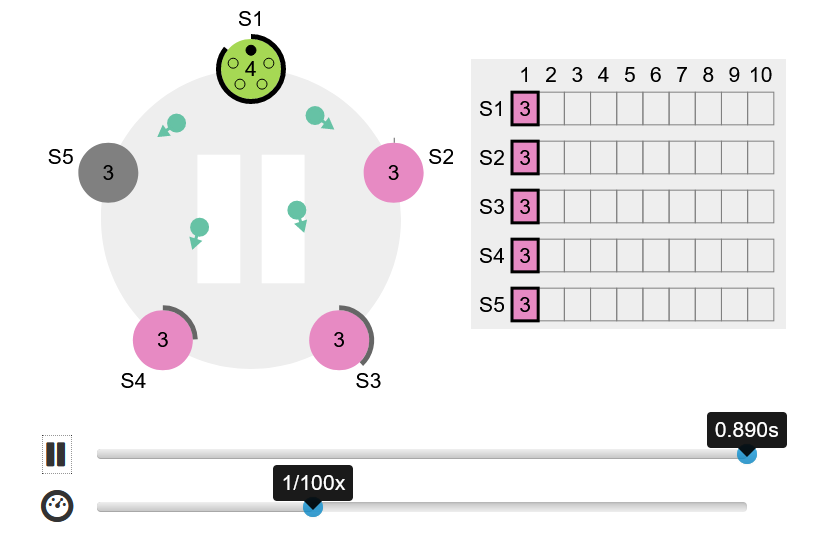 S1
4
S5
3
3
S2
3
S4
3
S3
1 2 3 4 5 6 7 8 9 10
S1 3
S2 3
S3 3
S4 3
S5 3
0.890s
1/100x